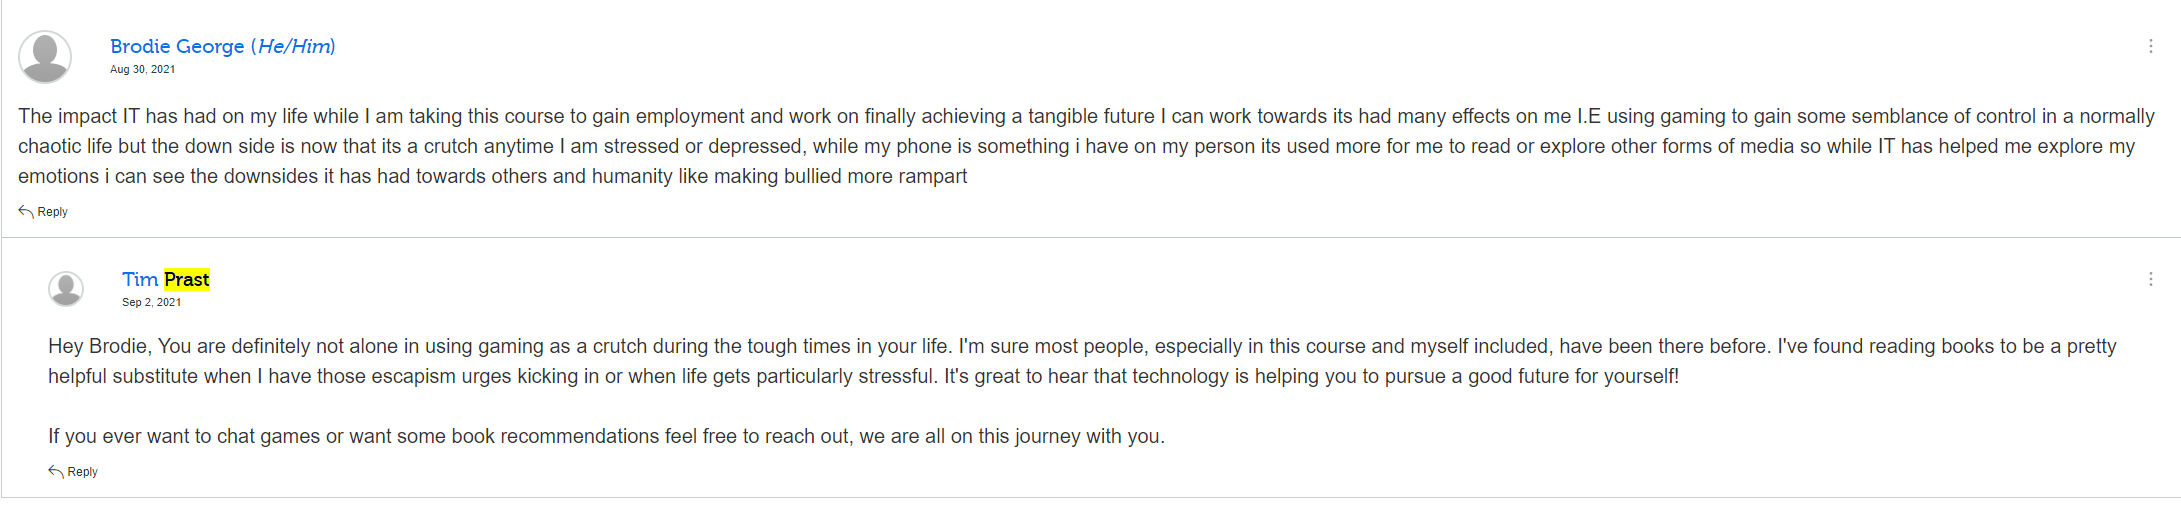 Brodie George (He/Him)
Aug 30, 2021
The impact IT has had on my life while I am taking this course to gain employment and work on finally achieving a tangible future I can work towards its had many effects on me I.E using gaming to gain some semblance of control in a normally
chaotic life but the down side is now that its a crutch anytime I am stressed or depressed, while my phone is something i have on my person its used more for me to read or explore other forms of media so while IT has helped me explore my
emotions i can see the downsides it has had towards others and humanity like making bullied more rampart
Reply
Tim Prast
Sep 2, 2021
Hey Brodie, You are definitely not alone in using gaming as a crutch during the tough times in your life. I'm sure most people, especially in this course and myself included, have been there before. I've found reading books to be a pretty
helpful substitute when I have those escapism urges kicking in or when life gets particularly stressful. It's great to hear that technology is helping you to pursue a good future for yourself!
If you ever want to chat games or want some book recommendations feel free to reach out, we are all on this journey with you.
Reply